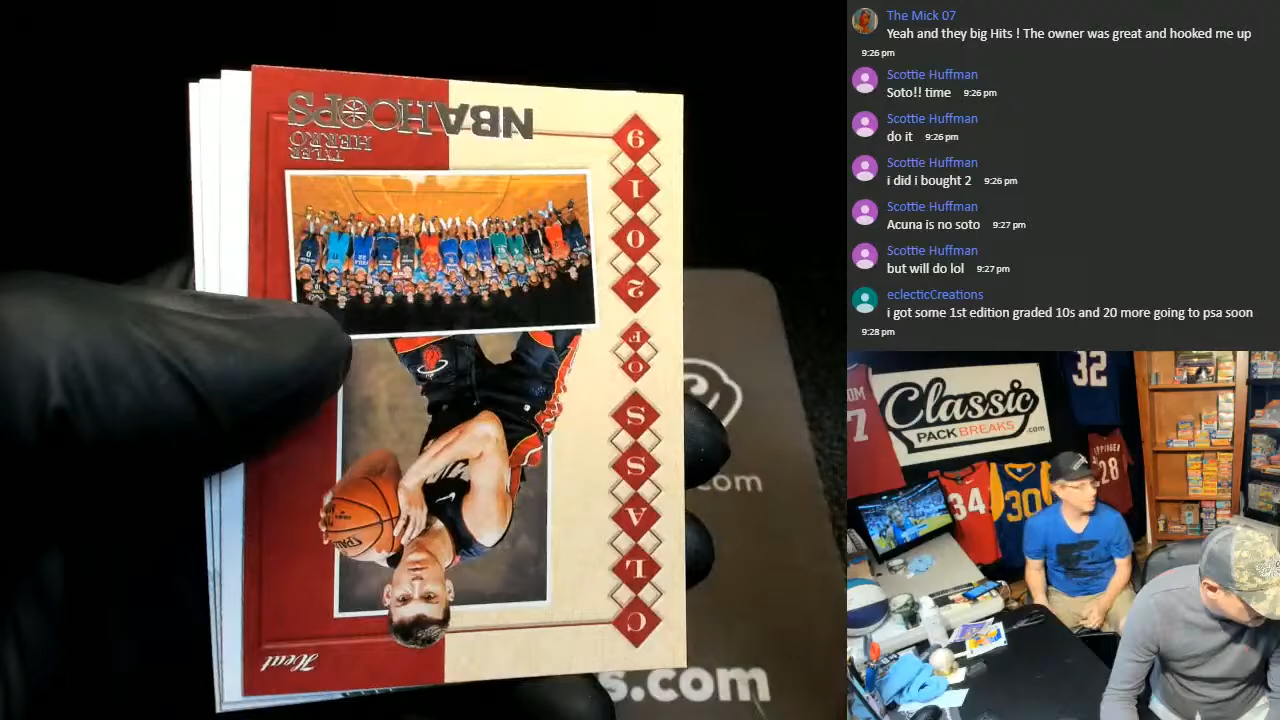 NBA HOOPS
TYLER
HERRO
CLASS OF 2019
Heat
s.com
The Mick 07
Yeah and they big Hits ! The owner was great and hooked me up
9:26 pm
Scottie Huffman
Soto!! time 9:26 pm
Scottie Huffman
do it 9:26 pm
Scottie Huffman
i did i bought 2 9:26 pm
Scottie Huffman
Acuna is no soto 9:27 pm
Scottie Huffman
but will do lol 9:27 pm
eclecticCreations
i got some 1st edition graded 10s and 20 more going to psa soon
9:28 pm
Classic
PACK BREAKS.com
32
7
34
30
28